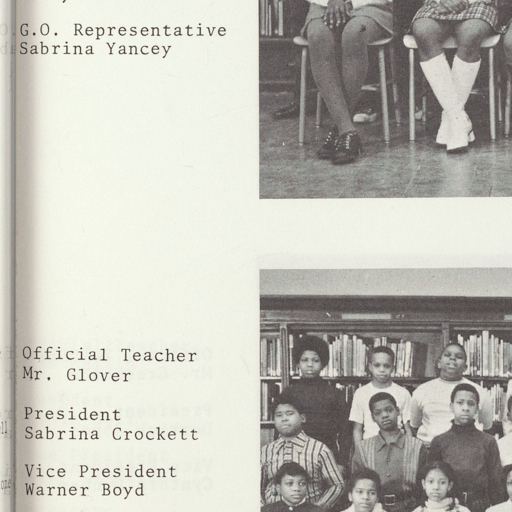 G.O. Representative
Sabrina Yancey
Official Teacher
Mr. Glover
President
Sabrina Crockett
Vice President
Warner Boyd